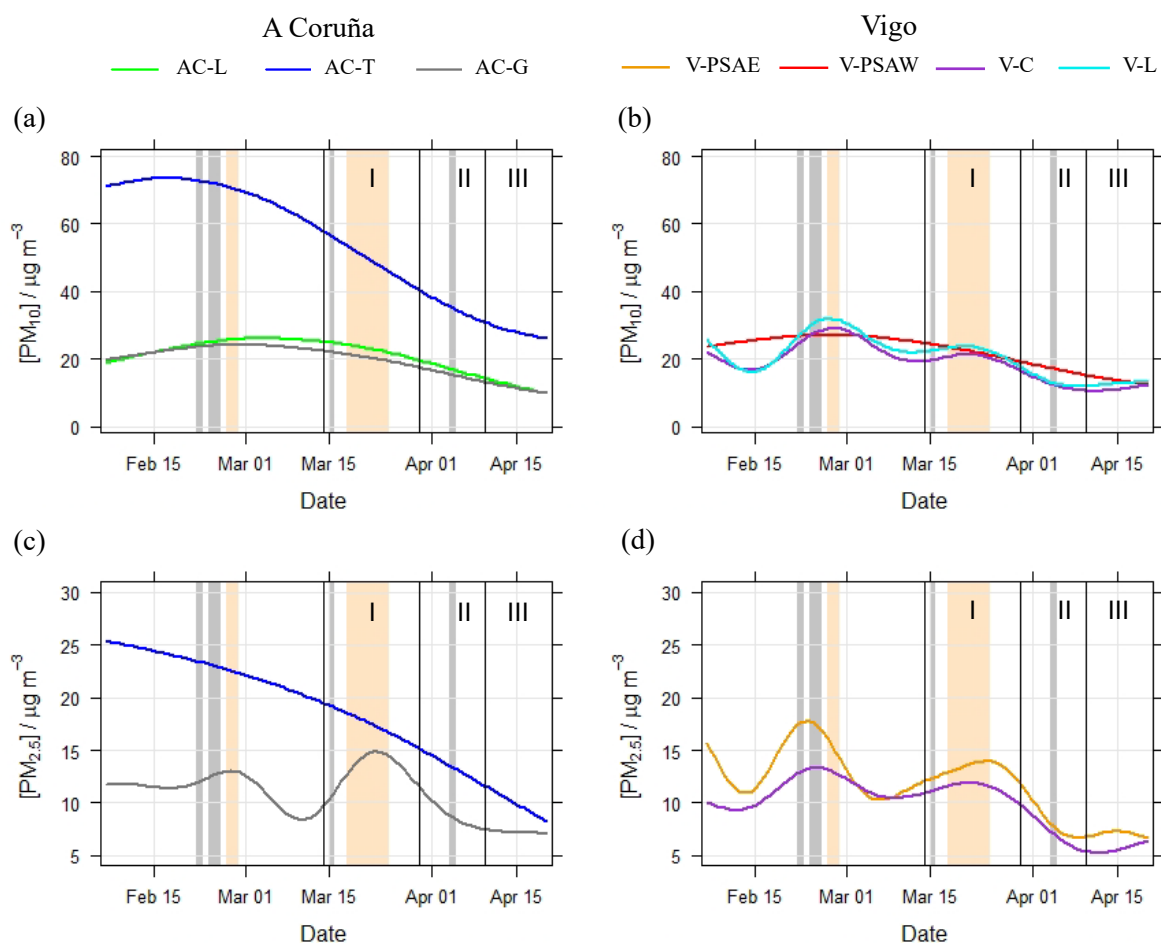 A Coruña Vigo
AC-L AC-T AC-G V-PSAE V-PSAW V-C V-L
(a) (b)
[PM10] / µg m−3
80
60
40
20
0
I II III
Feb 15 Mar 01 Mar 15 Apr 01 Apr 15
Date
[PM10] / µg m−3
80
60
40
20
0
I II III
Feb 15 Mar 01 Mar 15 Apr 01 Apr 15
Date
(c) (d)
[PM2.5] / µg m−3
30
25
20
15
10
5
I II III
Feb 15 Mar 01 Mar 15 Apr 01 Apr 15
Date
[PM2.5] / µg m−3
30
25
20
15
10
5
I II III
Feb 15 Mar 01 Mar 15 Apr 01 Apr 15
Date